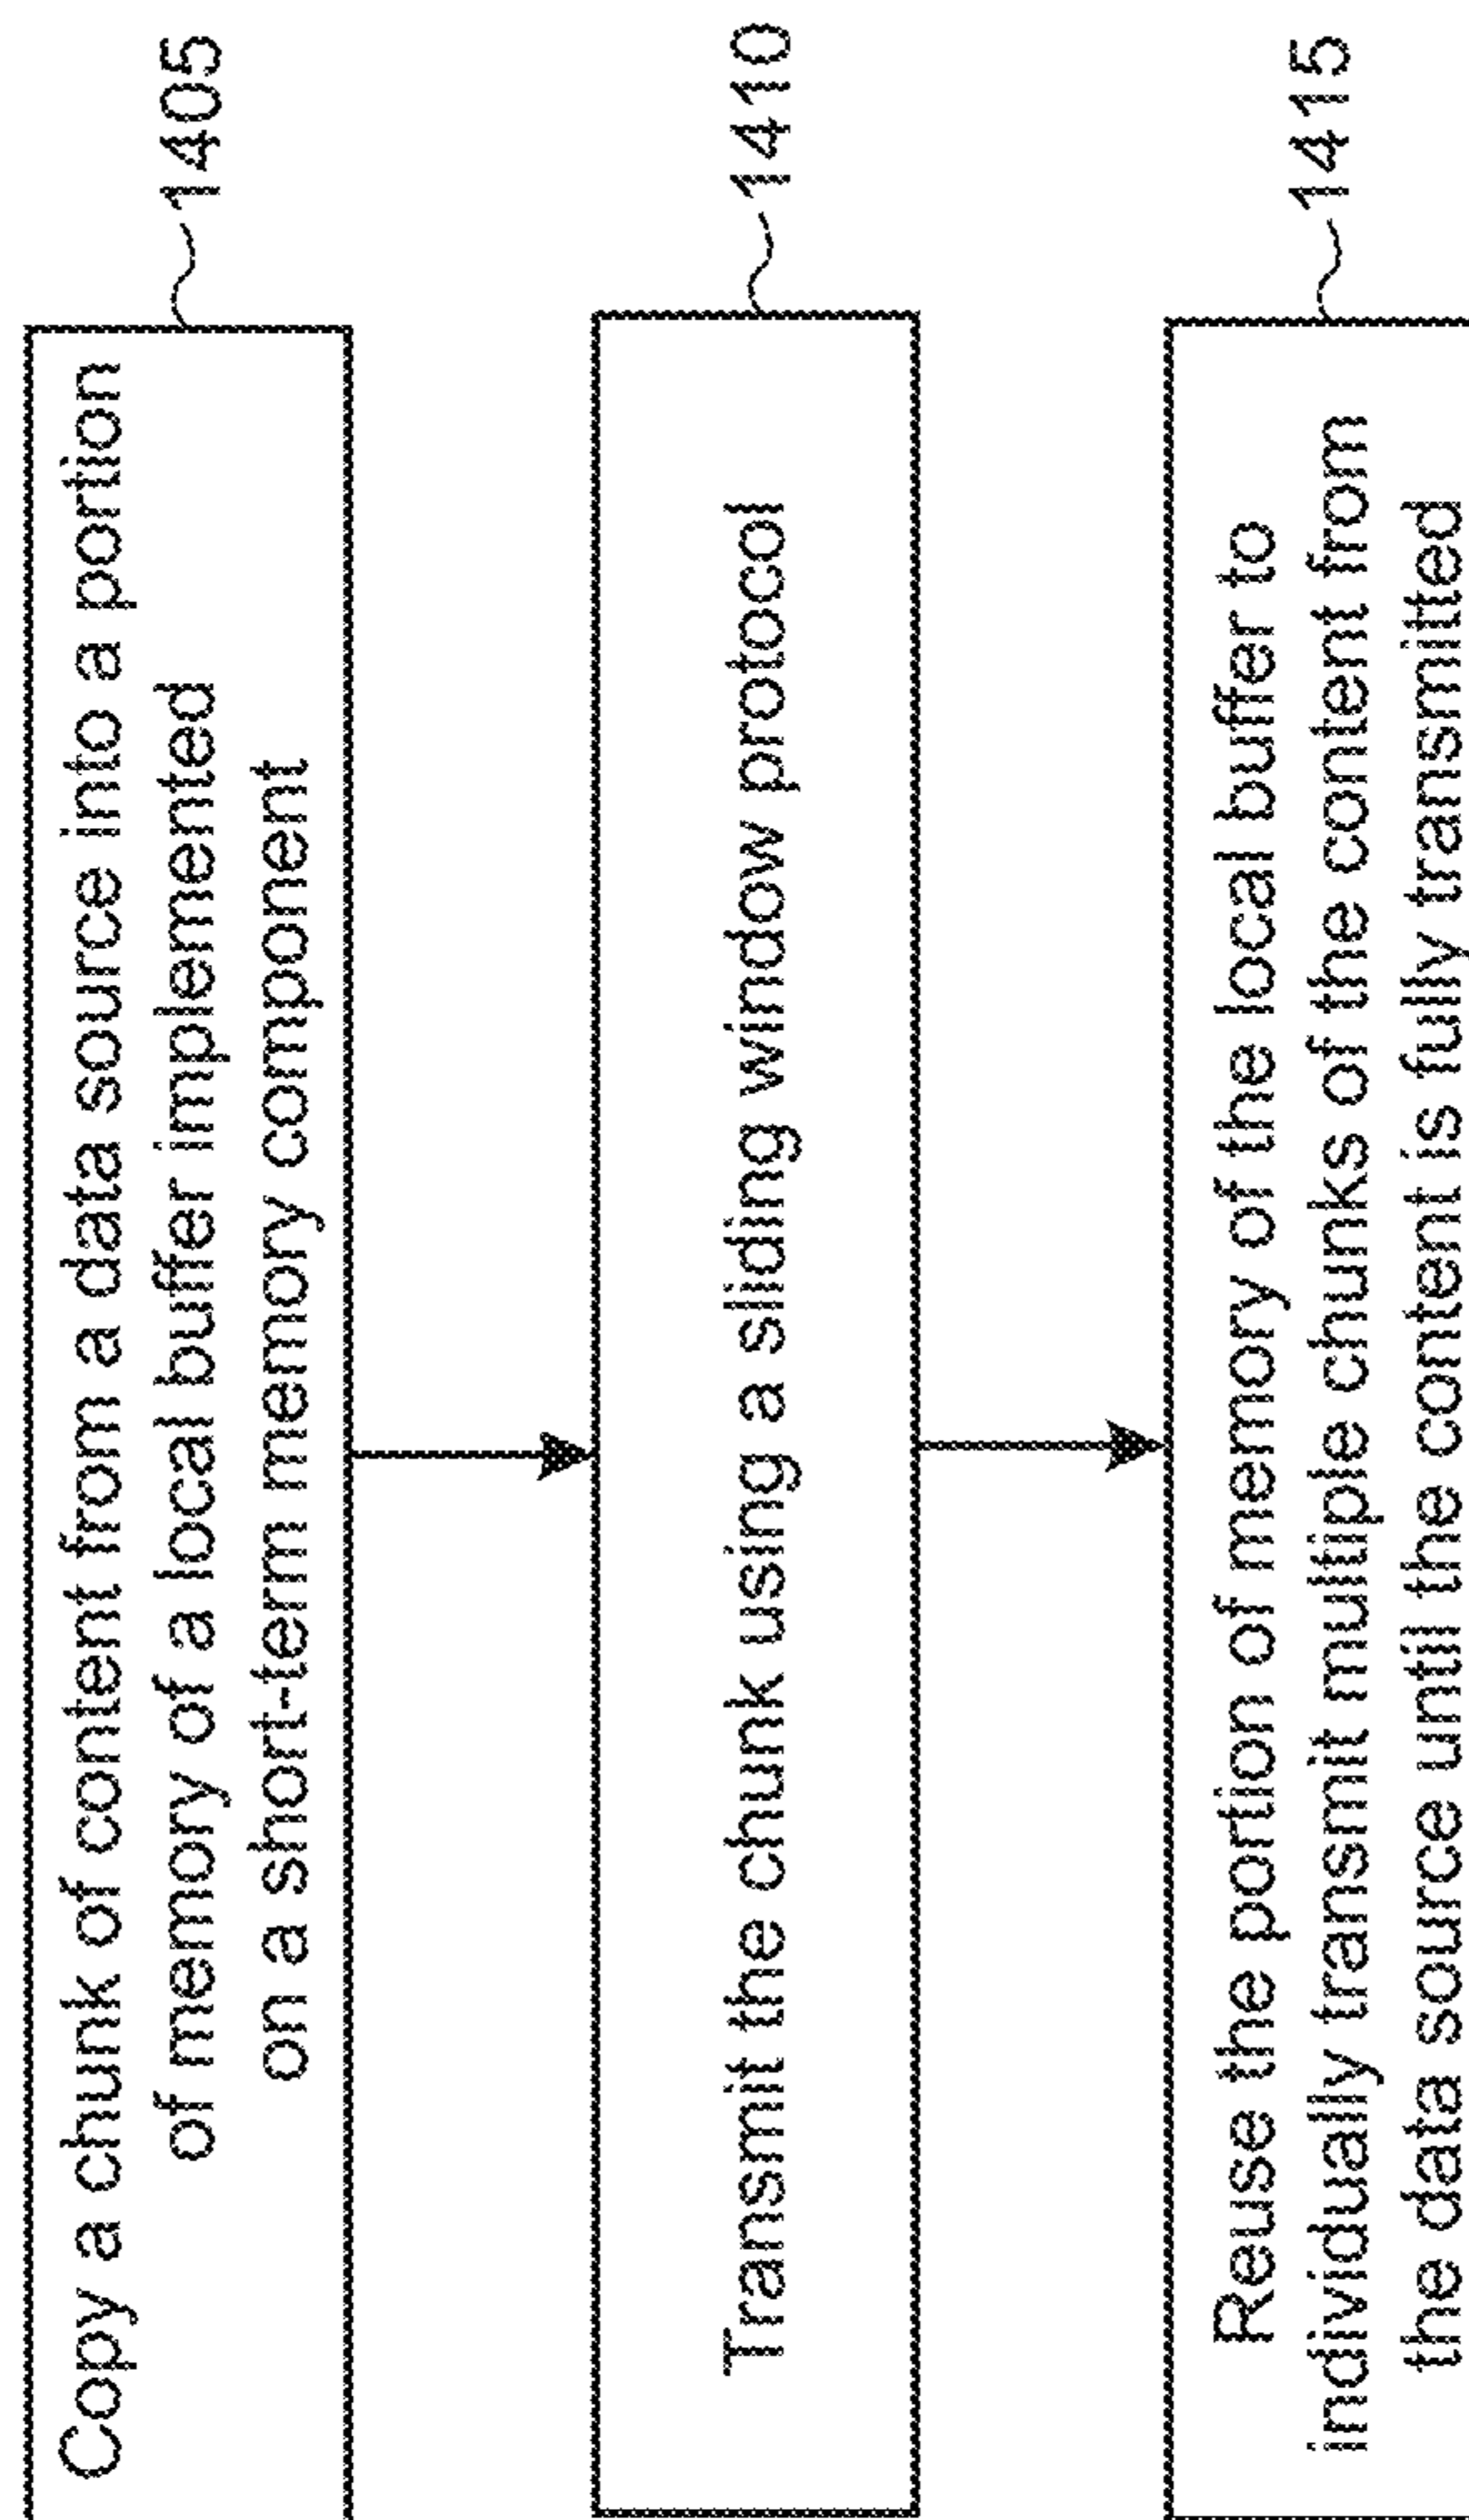 Copy a chunk of content from a data source into a portion
of memory of a local buffer implemented
on a short-term memory component
1405
Transmit the chunk using a sliding window protocol
1410
Reuse the portion of memory of the local buffer to
individually transmit multiple chunks of the content from
the data source until the content is fully transmitted
1415